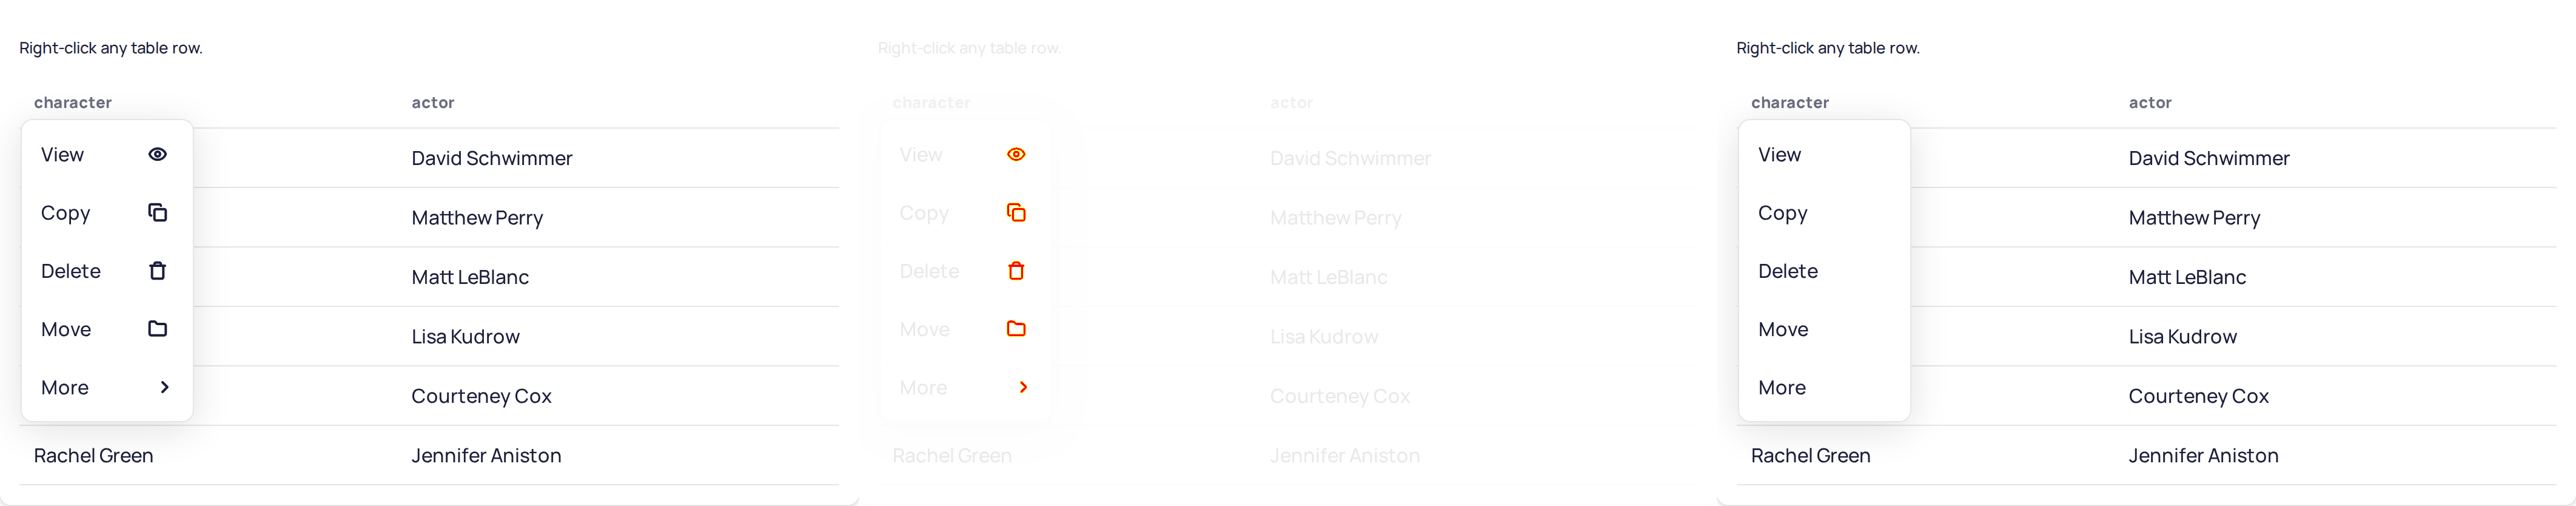 Right-click any table row.
character actor
View David Schwimmer
Copy Matthew Perry
Delete Matt LeBlanc
Move Lisa Kudrow
More Courteney Cox
Rachel Green Jennifer Aniston
Right-click any table row.
character actor
View David Schwimmer
Copy Matthew Perry
Delete Matt LeBlanc
Move Lisa Kudrow
More Courteney Cox
Rachel Green Jennifer Aniston
Right-click any table row.
character actor
View David Schwimmer
Copy Matthew Perry
Delete Matt LeBlanc
Move Lisa Kudrow
More Courteney Cox
Rachel Green Jennifer Aniston